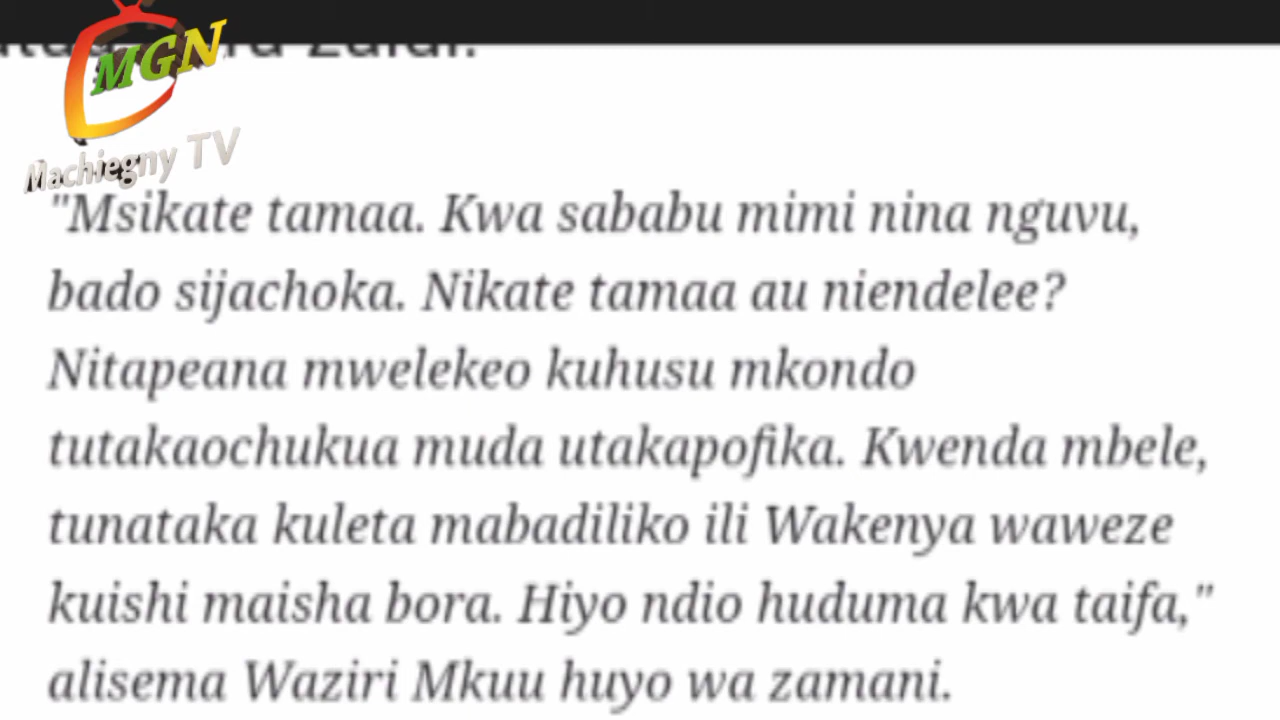 MGN
Machiegny TV
"Msikate tamaa. Kwa sababu mimi nina nguvu,
bado sijachoka. Nikate tamaa au niendelee?
Nitapeana mwelekeo kuhusu mkondo
tutakaochukua muda utakapofika. Kwenda mbele,
tunataka kuleta mabadiliko ili Wakenya waweze
kuishi maisha bora. Hiyo ndio huduma kwa taifa,"
alisema Waziri Mkuu huyo wa zamani.